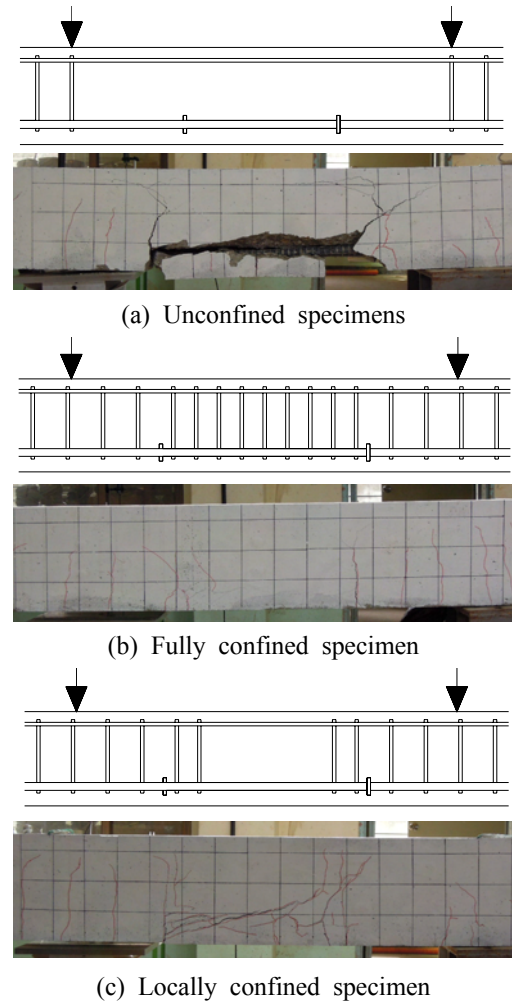 (a) Unconfined specimens
(b) Fully confined specimen
(c) Locally confined specimen